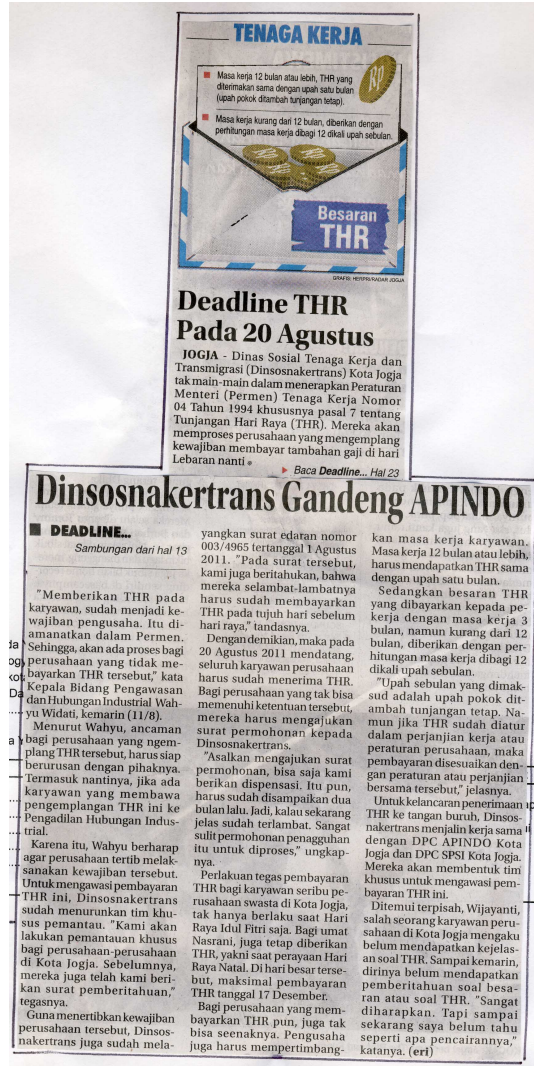 TENAGA KERJA
Masa kerja 12 bulan atau lebih, THR yang
diterimakan sama dengan upah satu bulan
(upah pokok ditambah tunjangan tetap).
Masa kerja kurang dari 12 bulan, diberikan dengan
perhitungan masa kerja dibagi 12 dikali upah sebulan.
Rp
Besaran
THR
GRAFIS: HERPRI/RADAR JOGJA
Deadline THR
Pada 20 Agustus
JOGJA - Dinas Sosial Tenaga Kerja dan
Transmigrasi (Dinsosnakertrans) Kota Jogja
tak main-main dalam menerapkan Peraturan
Menteri (Permen) Tenaga Kerja Nomor
04 Tahun 1994 khususnya pasal 7 tentang
Tunjangan Hari Raya (THR). Mereka akan
memproses perusahaan yang mengemplang
kewajiban membayar tambahan gaji di hari
Lebaran nanti
Baca Deadline... Hal 23
Dinsosnakertrans Gandeng APINDO
DEADLINE...
Sambungan dari hal 13
"Memberikan THR pada
karyawan, sudah menjadi ke-
wajiban pengusaha. Itu di-
amanatkan dalam Permen.
Sehingga, akan ada proses bagi
perusahaan yang tidak me-
bayarkan THR tersebut," kata
Kepala Bidang Pengawasan
dan Hubungan Industrial Wah-
yu Widati, kemarin (11/8).
Menurut Wahyu, ancaman
bagi perusahaan yang ngem-
plang THR tersebut, harus siap
berurusan dengan pihaknya.
Termasuk nantinya, jika ada
karyawan yang membawa
pengemplangan THR ini ke
Pengadilan Hubungan Indus-
trial.
Karena itu, Wahyu berharap
agar perusahaan tertib melak-
sanakan kewajiban tersebut.
Untuk mengawasi pembayaran
THR ini, Dinsosnakertrans
sudah menurunkan tim khu-
sus pemantau. "Kami akan
lakukan pemantauan khusus
bagi perusahaan-perusahaan
di Kota Jogja. Sebelumnya,
mereka juga telah kami beri-
kan surat pemberitahuan,"
tegasnya.
Guna menertibkan kewajiban
perusahaan tersebut, Dinsos-
nakertrans juga sudah mela-
yangkan surat edaran nomor
003/4965 tertanggal 1 Agustus
2011. "Pada surat tersebut,
kami juga beritahukan, bahwa
mereka selambat-lambatnya
harus sudah membayarkan
THR pada tujuh hari sebelum
hari raya," tandasnya.
Dengan demikian, maka pada
20 Agustus 2011 mendatang,
seluruh karyawan perusahaan
harus sudah menerima THR.
Bagi perusahaan yang tak bisa
memenuhi ketentuan tersebut,
mereka harus mengajukan
surat permohonan kepada
Dinsosnakertrans.
"Asalkan mengajukan surat
permohonan, bisa saja kami
berikan dispensasi. Itu pun,
harus sudah disampaikan dua
bulan lalu. Jadi, kalau sekarang
jelas sudah terlambat. Sangat
sulit permohonan penagguhan
itu untuk diproses," ungkap-
nya.
Perlakuan tegas pembayaran
THR bagi karyawan seribu pe-
rusahaan swasta di Kota Jogja,
tak hanya berlaku saat Hari
Raya Idul Fitri saja. Bagi umat
Nasrani, juga tetap diberikan
THR, yakni saat perayaan Hari
Raya Natal. Di hari besar terse-
but, maksimal pembayaran
THR tanggal 17 Desember.
Bagi perusahaan yang mem-
bayarkan THR pun, juga tak
bisa seenaknya. Pengusaha
juga harus mempertimbang-
kan masa kerja karyawan.
Masa kerja 12 bulan atau lebih,
harus mendapatkan THR sama
dengan upah satu bulan.
Sedangkan besaran THR
yang dibayarkan kepada pe-
kerja dengan masa kerja 3
bulan, namun kurang dari 12
bulan, diberikan dengan per-
hitungan masa kerja dibagi 12
dikali upah sebulan.
"Upah sebulan yang dimak-
sud adalah upah pokok dit-
ambah tunjangan tetap. Na-
mun jika THR sudah diatur
dalam perjanjian kerja atau
peraturan perusahaan, maka
pembayaran disesuaikan den-
gan peraturan atau perjanjian
bersama tersebut," jelasnya.
Untuk kelancaran penerimaan
THR ke tangan buruh, Dinsos-
nakertrans menjalin kerja sama
dengan DPC APINDO Kota
Jogja dan DPC SPSI Kota Jogja.
Mereka akan membentuk tim
khusus untuk mengawasi pem-
bayaran THR ini.
Ditemui terpisah, Wijayanti,
salah seorang karyawan peru-
sahaan di Kota Jogja mengaku
belum mendapatkan kejelas-
an soal THR. Sampai kemarin,
dirinya belum mendapatkan
pemberitahuan soal besa-
ran atau soal THR. "Sangat
diharapkan. Tapi sampai
sekarang saya belum tahu
seperti apa pencairannya,"
katanya. (eri)